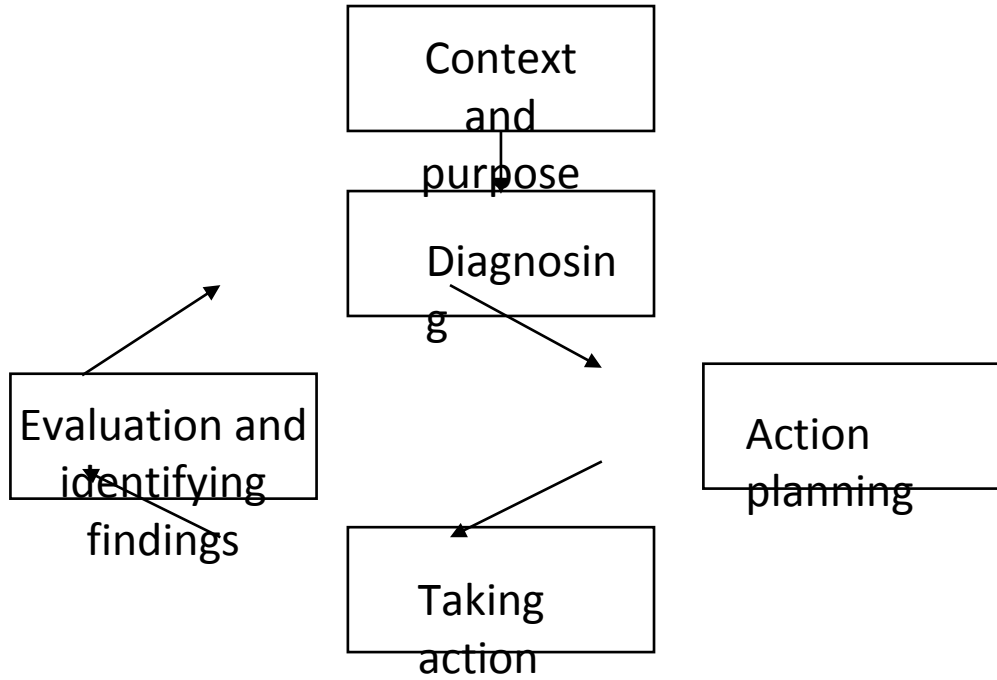 Context
and
purpose
Diagnosin
g
Evaluation and
identifying
findings
Action
planning
Taking
action